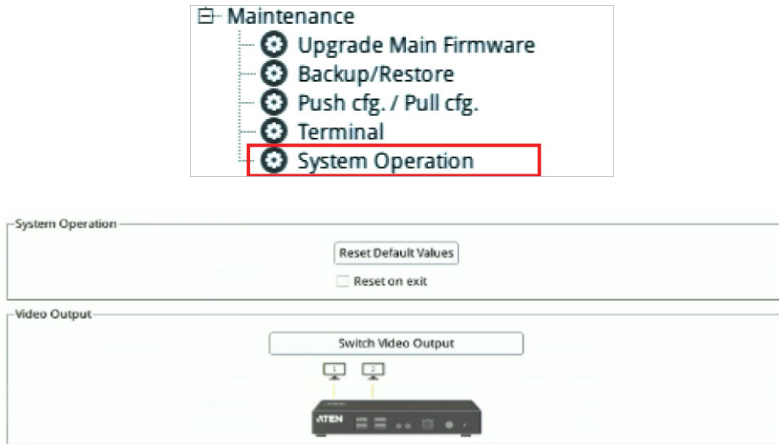 Maintenance
Upgrade Main Firmware
Backup/Restore
Push cfg. / Pull cfg.
Terminal
System Operation
System Operation
Reset Default Values
Reset on exit
Video Output
Switch Video Output
1 2
ATEN